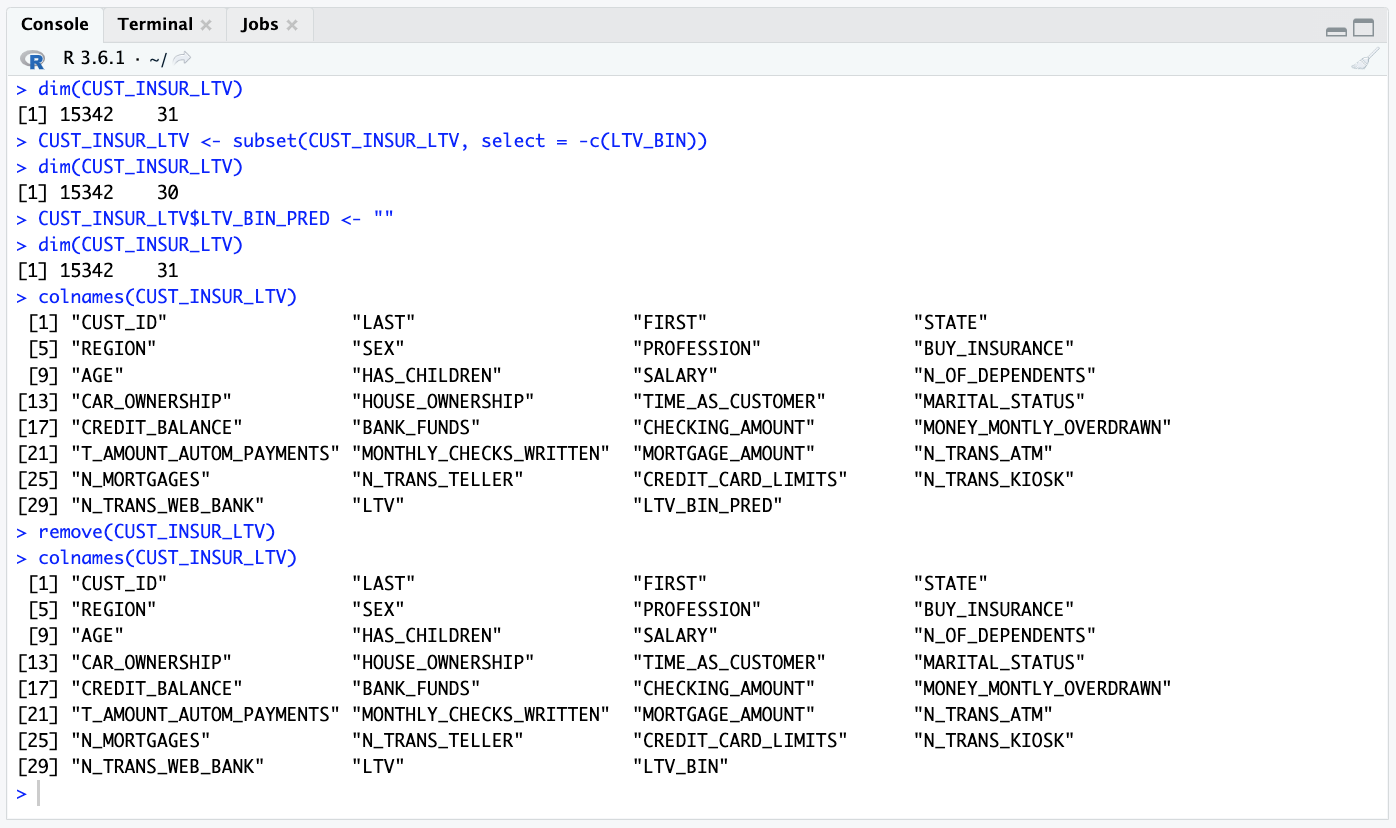 Console Terminal Jobs
R R 3.6.1 · ~/
> dim(CUST_INSUR_LTV)
[1] 15342    31
> CUST_INSUR_LTV <- subset(CUST_INSUR_LTV, select = -c(LTV_BIN))
> dim(CUST_INSUR_LTV)
[1] 15342    30
> CUST_INSUR_LTV$LTV_BIN_PRED <- ""
> dim(CUST_INSUR_LTV)
[1] 15342    31
> colnames(CUST_INSUR_LTV)
 [1] "CUST_ID"               "LAST"                   "FIRST"                  "STATE"
 [5] "REGION"                "SEX"                    "PROFESSION"             "BUY_INSURANCE"
 [9] "AGE"                   "HAS_CHILDREN"           "SALARY"                 "N_OF_DEPENDENTS"
[13] "CAR_OWNERSHIP"         "HOUSE_OWNERSHIP"        "TIME_AS_CUSTOMER"       "MARITAL_STATUS"
[17] "CREDIT_BALANCE"        "BANK_FUNDS"             "CHECKING_AMOUNT"        "MONEY_MONTLY_OVERDRAWN"
[21] "T_AMOUNT_AUTOM_PAYMENTS" "MONTHLY_CHECKS_WRITTEN"  "MORTGAGE_AMOUNT"        "N_TRANS_ATM"
[25] "N_MORTGAGES"           "N_TRANS_TELLER"         "CREDIT_CARD_LIMITS"     "N_TRANS_KIOSK"
[29] "N_TRANS_WEB_BANK"      "LTV"                    "LTV_BIN_PRED"
> remove(CUST_INSUR_LTV)
> colnames(CUST_INSUR_LTV)
 [1] "CUST_ID"               "LAST"                   "FIRST"                  "STATE"
 [5] "REGION"                "SEX"                    "PROFESSION"             "BUY_INSURANCE"
 [9] "AGE"                   "HAS_CHILDREN"           "SALARY"                 "N_OF_DEPENDENTS"
[13] "CAR_OWNERSHIP"         "HOUSE_OWNERSHIP"        "TIME_AS_CUSTOMER"       "MARITAL_STATUS"
[17] "CREDIT_BALANCE"        "BANK_FUNDS"             "CHECKING_AMOUNT"        "MONEY_MONTLY_OVERDRAWN"
[21] "T_AMOUNT_AUTOM_PAYMENTS" "MONTHLY_CHECKS_WRITTEN"  "MORTGAGE_AMOUNT"        "N_TRANS_ATM"
[25] "N_MORTGAGES"           "N_TRANS_TELLER"         "CREDIT_CARD_LIMITS"     "N_TRANS_KIOSK"
[29] "N_TRANS_WEB_BANK"      "LTV"                    "LTV_BIN"
>